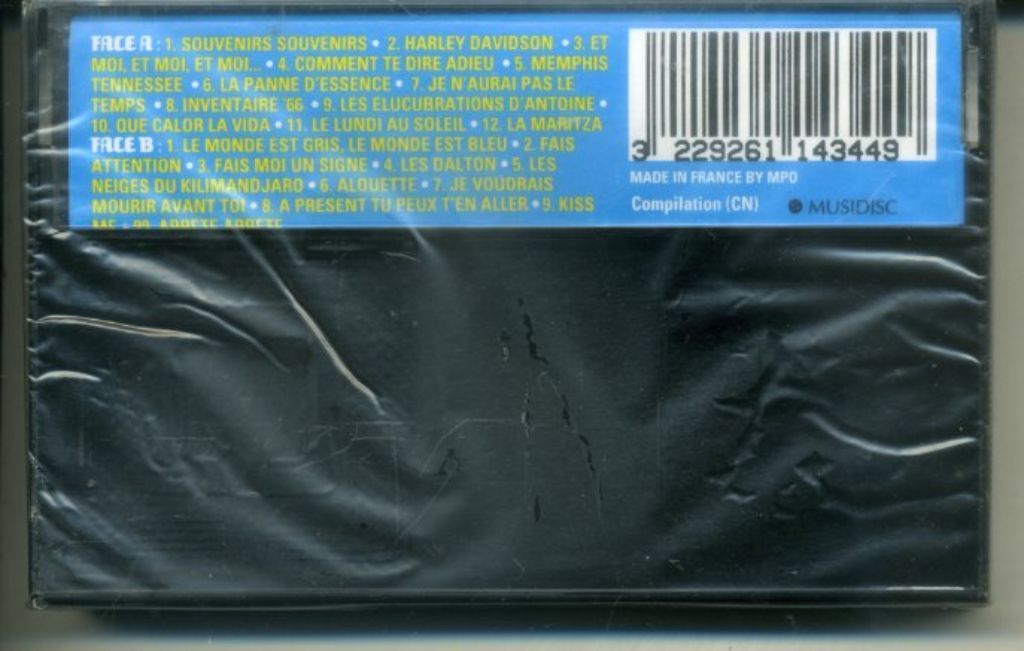 FACE A : 1. SOUVENIRS SOUVENIRS • 2. HARLEY DAVIDSON • 3. ET
MOI, ET MOI, ET MOI... • 4. COMMENT TE DIRE ADIEU • 5. MEMPHIS
TENNESSEE • 6. LA PANNE D'ESSENCE • 7. JE N'AURAI PAS LE
TEMPS • 8. INVENTAIRE '66 • 9. LES ELUCUBRATIONS D'ANTOINE •
10. QUE CALOR LA VIDA • 11. LE LUNDI AU SOLEIL • 12. LA MARITZA
FACE B : 1. LE MONDE EST GRIS, LE MONDE EST BLEU • 2. FAIS
ATTENTION • 3. FAIS MOI UN SIGNE • 4. LES DALTON • 5. LES
NEIGES DU KILIMANDJARO • 6. ALOUETTE • 7. JE VOUDRAIS
MOURIR AVANT TOI • 8. A PRESENT TU PEUX T'EN ALLER • 9. KISS
ME • ARRETE ARRETE
3 229261 143449
MADE IN FRANCE BY MPO
Compilation (CN) MUSIDISC